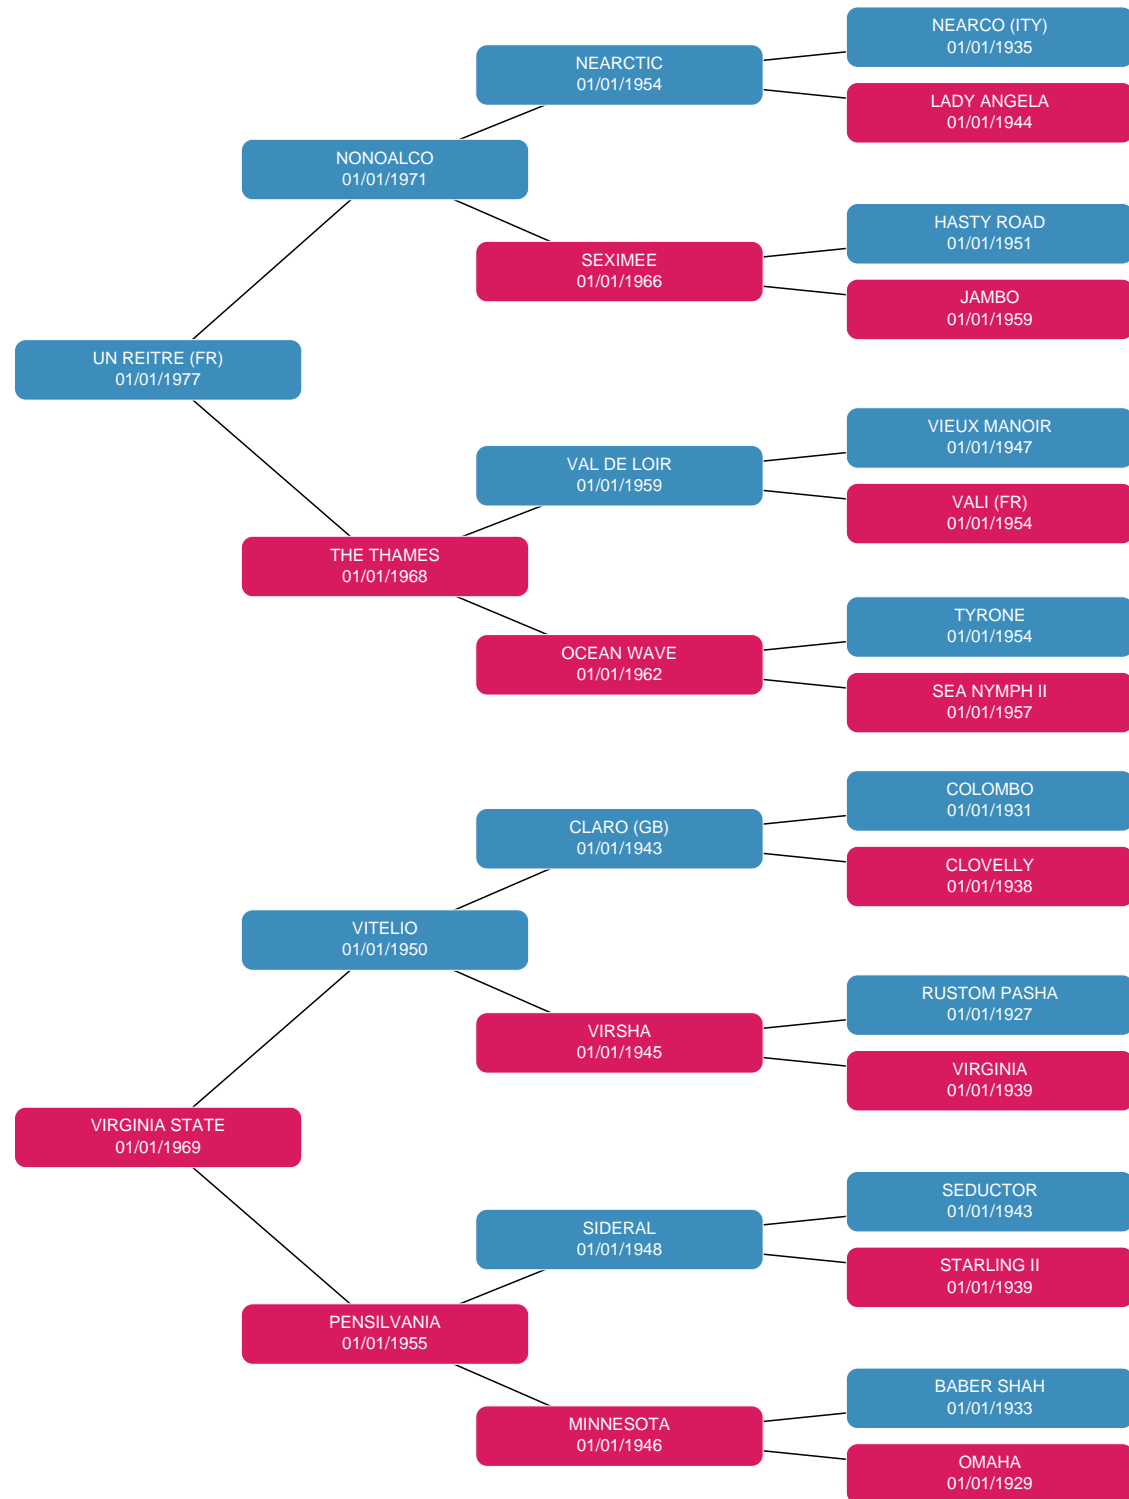 NEARCO (ITY)
01/01/1935
NEARCTIC
01/01/1954
LADY ANGELA
01/01/1944
NONOALCO
01/01/1971
HASTY ROAD
01/01/1951
SEXIMEE
01/01/1966
JAMBO
01/01/1959
UN REITRE (FR)
01/01/1977
VIEUX MANOIR
01/01/1947
VAL DE LOIR
01/01/1959
VALI (FR)
01/01/1954
THE THAMES
01/01/1968
TYRONE
01/01/1954
OCEAN WAVE
01/01/1962
SEA NYMPH II
01/01/1957
COLOMBO
01/01/1931
CLARO (GB)
01/01/1943
CLOVELLY
01/01/1938
VITELIO
01/01/1950
RUSTOM PASHA
01/01/1927
VIRSHA
01/01/1945
VIRGINIA
01/01/1939
VIRGINIA STATE
01/01/1969
SEDUCTOR
01/01/1943
SIDERAL
01/01/1948
STARLING II
01/01/1939
PENSILVANIA
01/01/1955
BABER SHAH
01/01/1933
MINNESOTA
01/01/1946
OMAHA
01/01/1929